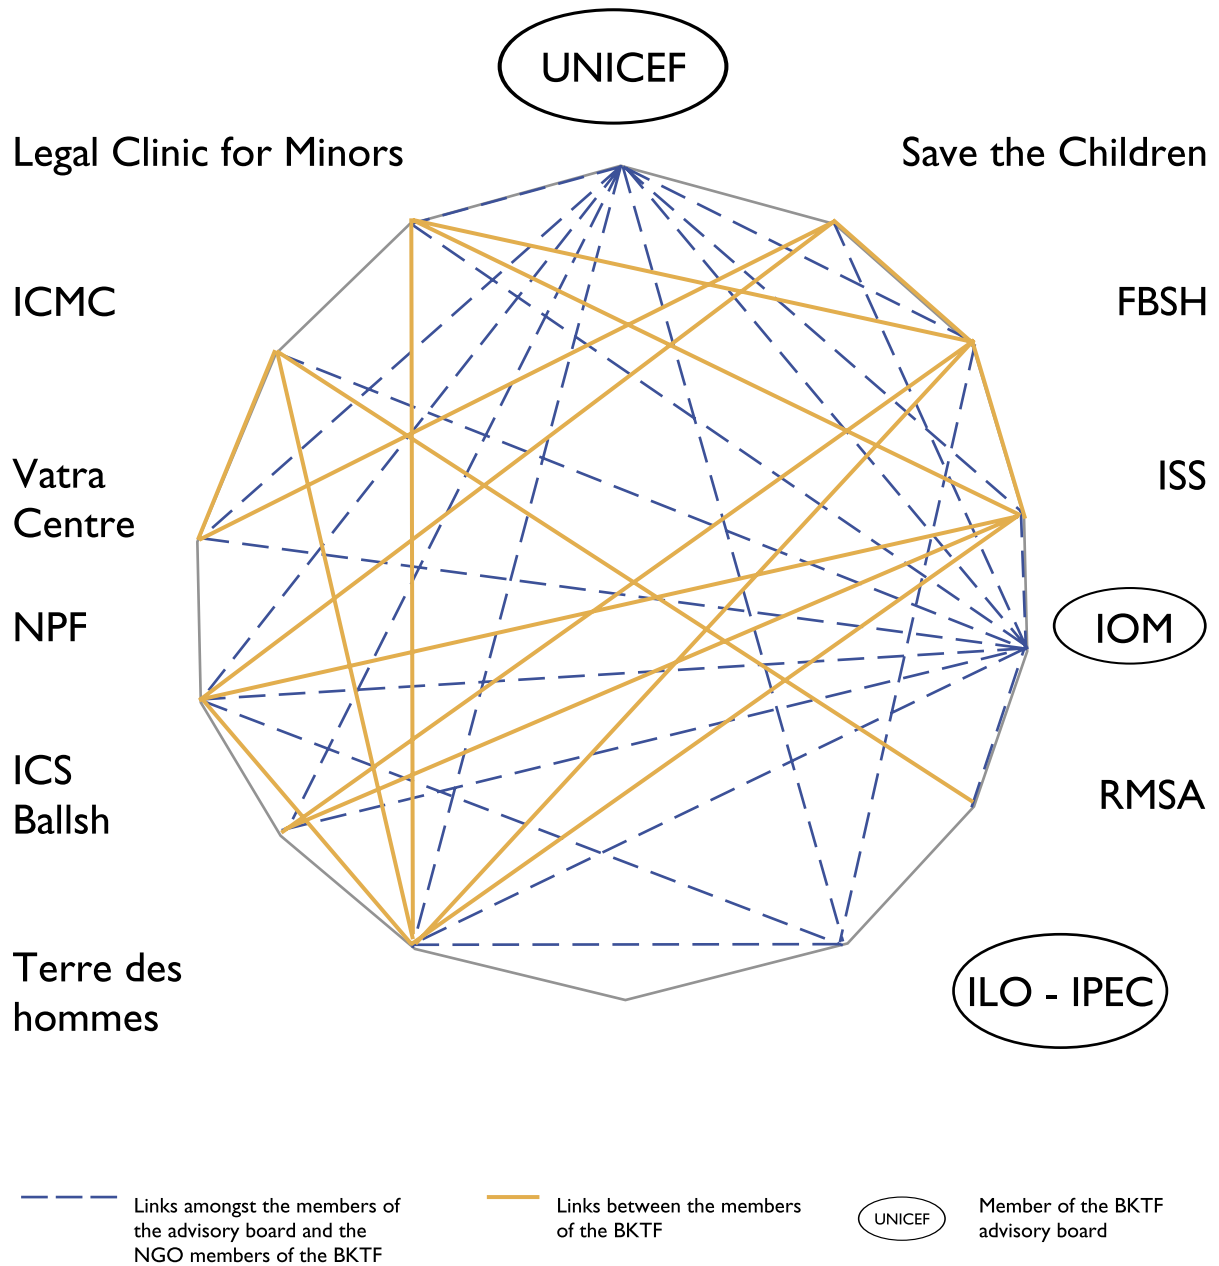 UNICEF
Legal Clinic for Minors
Save the Children
ICMC
FBSH
Vatra
Centre
ISS
NPF
IOM
ICS
Ballsh
RMSA
Terre des
hommes
ILO - IPEC
Links amongst the members of
the advisory board and the
NGO members of the BKTF
Links between the members
of the BKTF
UNICEF
Member of the BKTF
advisory board